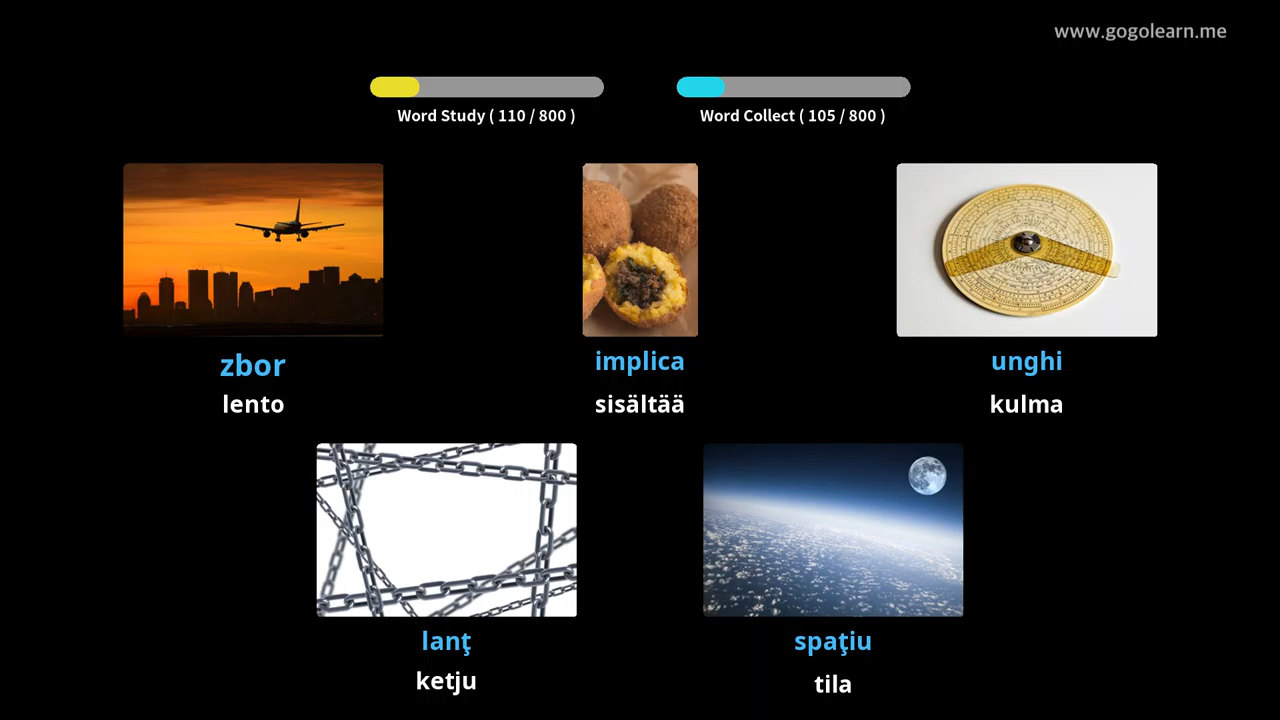 www.gogolearn.me
Word Study ( 110 / 800 )
Word Collect ( 105 / 800 )
zbor
lento
implica
sisältää
unghi
kulma
lanţ
ketju
spaţiu
tila